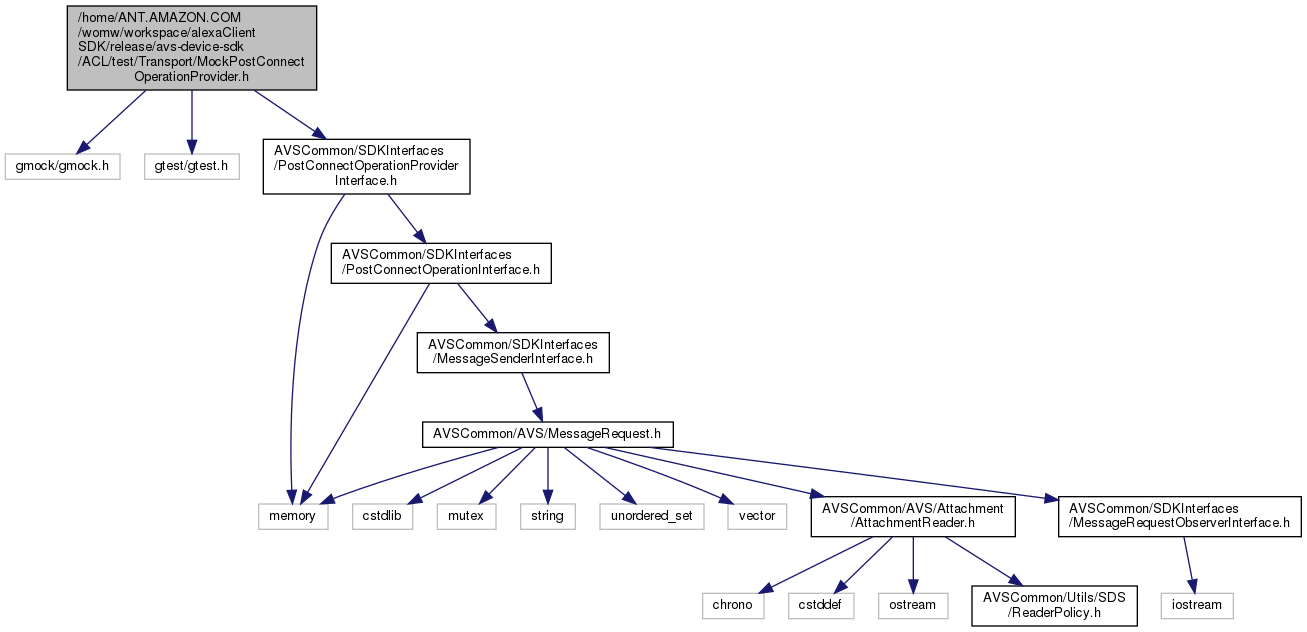 /home/ANT.AMAZON.COM
/womw/workspace/alexaClient
SDK/release/avs-device-sdk
/ACL/test/Transport/MockPostConnect
OperationProvider.h
gmock/gmock.h
gtest/gtest.h
AVSCommon/SDKInterfaces
/PostConnectOperationProvider
Interface.h
AVSCommon/SDKInterfaces
/PostConnectOperationInterface.h
AVSCommon/SDKInterfaces
/MessageSenderInterface.h
AVSCommon/AVS/MessageRequest.h
memory
cstdlib
mutex
string
unordered_set
vector
AVSCommon/AVS/Attachment
/AttachmentReader.h
AVSCommon/SDKInterfaces
/MessageRequestObserverInterface.h
chrono
cstddef
ostream
AVSCommon/Utils/SDS
/ReaderPolicy.h
iostream